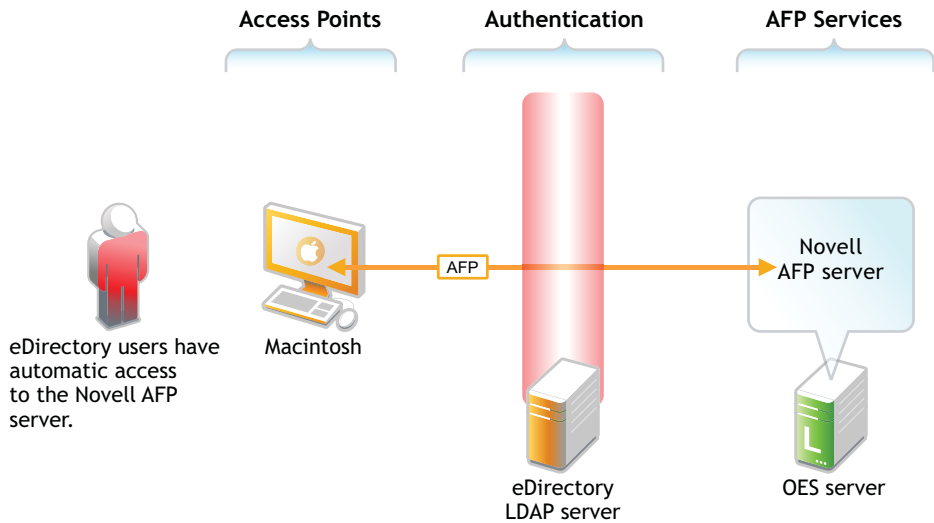 Access Points
Authentication
AFP Services
Novell
AFP server
AFP
eDirectory users have
automatic access
to the Novell AFP
server.
Macintosh
eDirectory
LDAP server
L
OES server